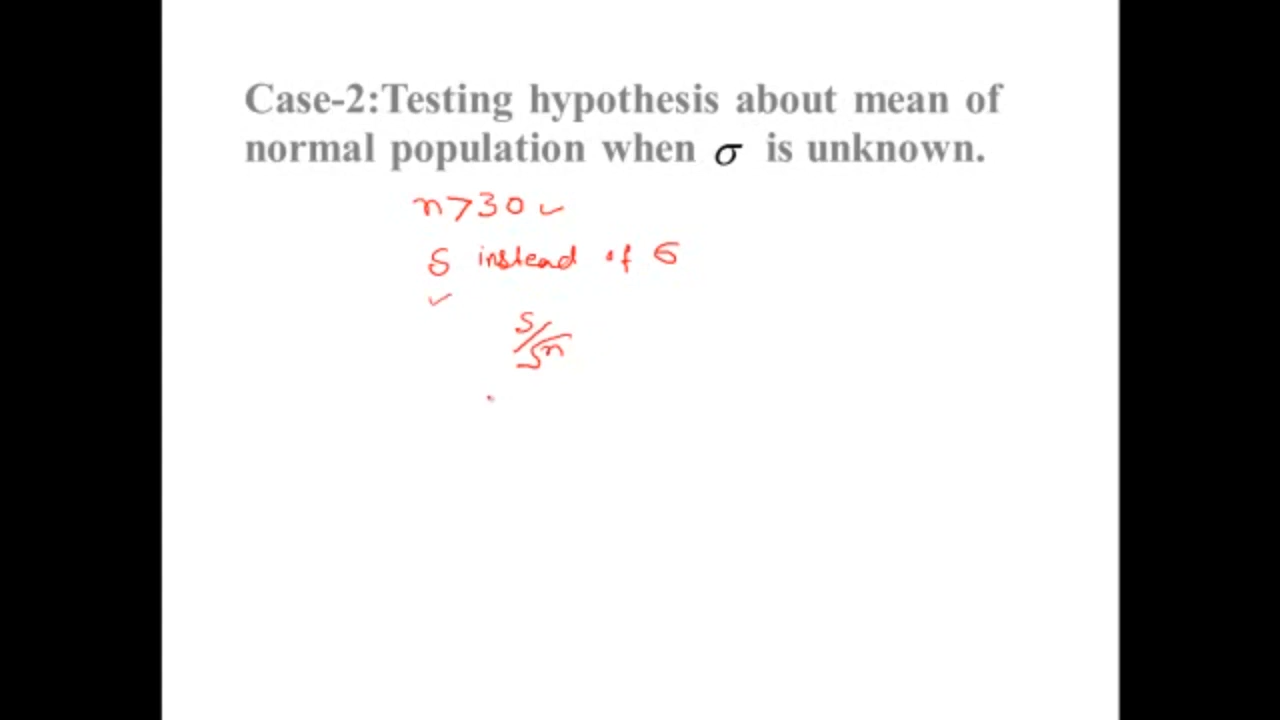 Case-2:Testing hypothesis about mean of
normal population when σ is unknown.
n>30 ✓
S instead of σ
✓
S/√n